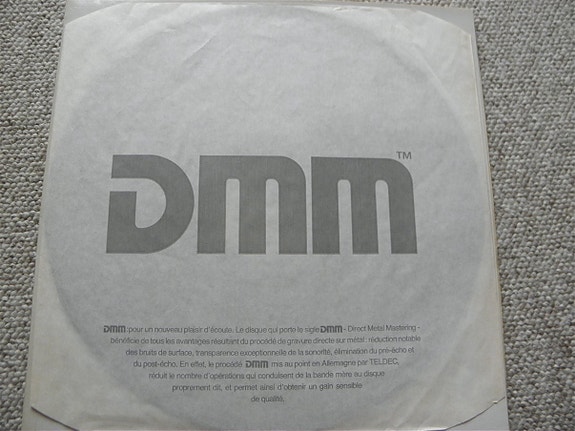 DMM™
DMM: pour un nouveau plaisir d'écoute. Le disque qui porte le sigle DMM - Direct Metal Mastering -
bénificie de tous les avantages résultant du procédé de gravure directe sur métal: réduction notable
des bruits de surface, transparence exceptionnelle de la sonorité, élimination du pré-écho et
du post-écho. En effet, le procédé DMM mis au point en Allemagne par TELDEC,
réduit le nombre d'opérations qui conduisent de la bande mère au disque
proprement dit, et permet ainsi d'obtenir un gain sensible
de qualité.